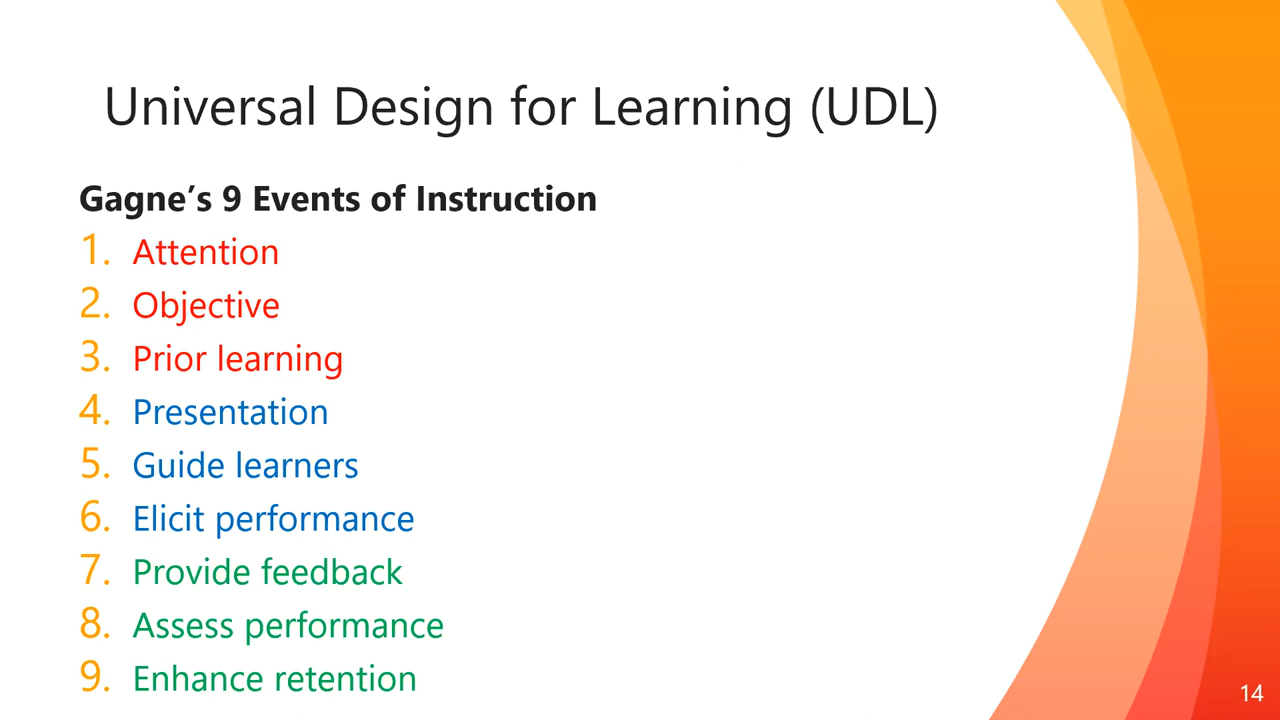 Universal Design for Learning (UDL)
Gagne’s 9 Events of Instruction
1. Attention
2. Objective
3. Prior learning
4. Presentation
5. Guide learners
6. Elicit performance
7. Provide feedback
8. Assess performance
9. Enhance retention
14